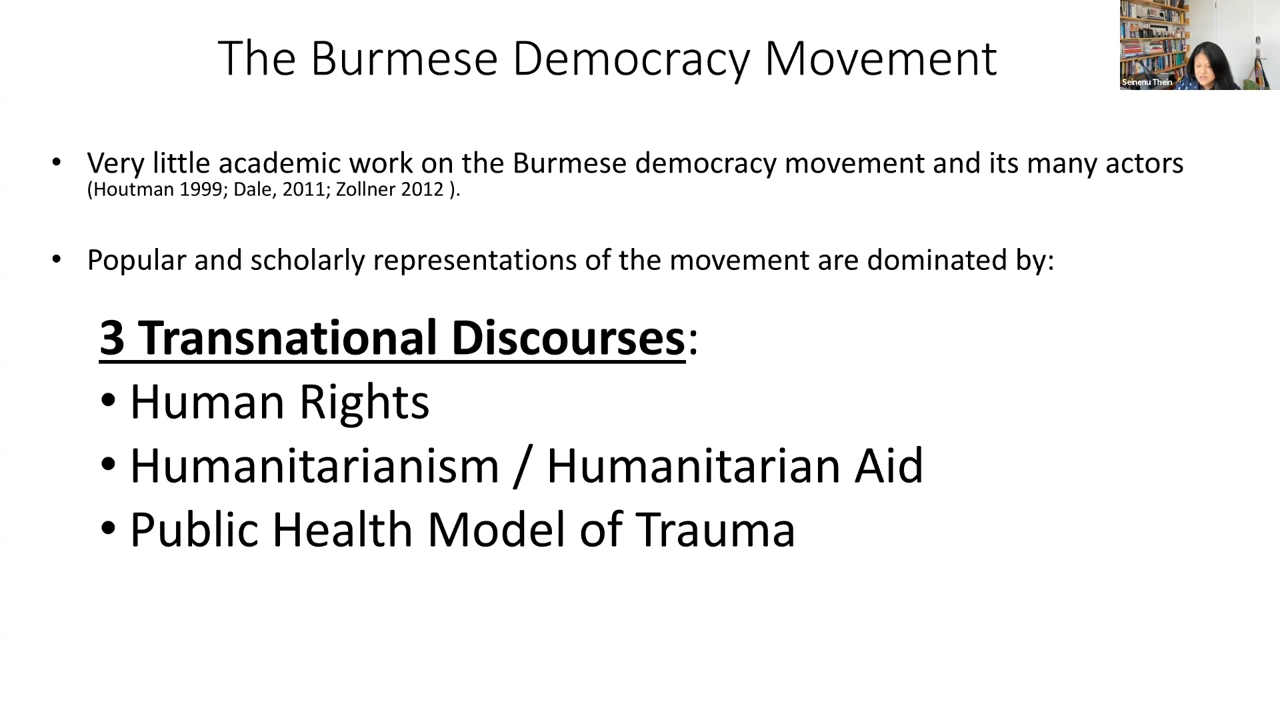 The Burmese Democracy Movement
Seinenu Thein
• Very little academic work on the Burmese democracy movement and its many actors
(Houtman 1999; Dale, 2011; Zollner 2012 ).
• Popular and scholarly representations of the movement are dominated by:
3 Transnational Discourses:
• Human Rights
• Humanitarianism / Humanitarian Aid
• Public Health Model of Trauma